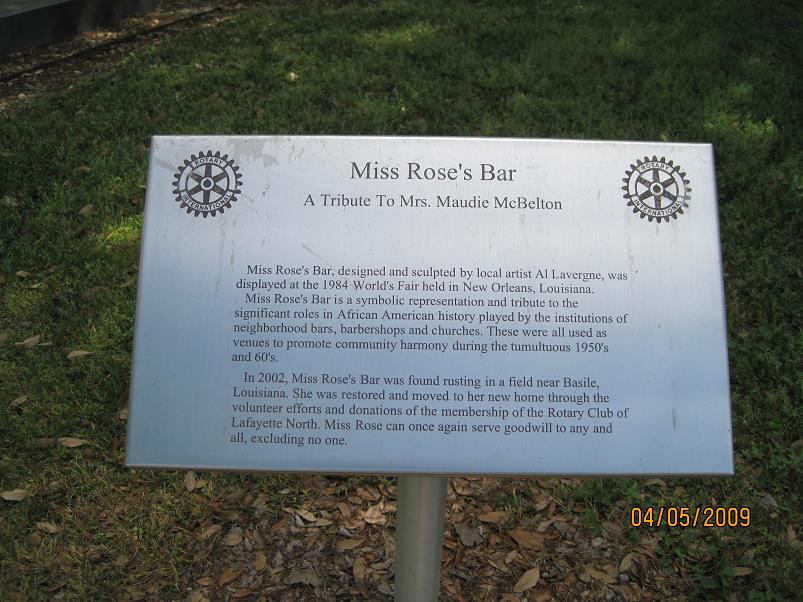 ROTARY
INTERNATIONAL
ROTARY
INTERNATIONAL
Miss Rose's Bar
A Tribute To Mrs. Maudie McBelton
Miss Rose's Bar, designed and sculpted by local artist Al Lavergne, was
displayed at the 1984 World's Fair held in New Orleans, Louisiana.
Miss Rose's Bar is a symbolic representation and tribute to the
significant roles in African American history played by the institutions of
neighborhood bars, barbershops and churches. These were all used as
venues to promote community harmony during the tumultuous 1950's
and 60's.
In 2002, Miss Rose's Bar was found rusting in a field near Basile,
Louisiana. She was restored and moved to her new home through the
volunteer efforts and donations of the membership of the Rotary Club of
Lafayette North. Miss Rose can once again serve goodwill to any and
all, excluding no one.
04/05/2009